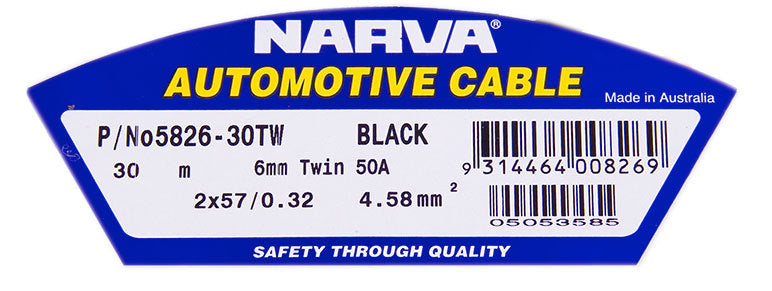 NARVA®
AUTOMOTIVE CABLE
Made in Australia
P/No5826-30TW BLACK
30 m 6mm Twin 50A
2x57/0.32 4.58mm²
9 314464 008269
05053585
SAFETY THROUGH QUALITY